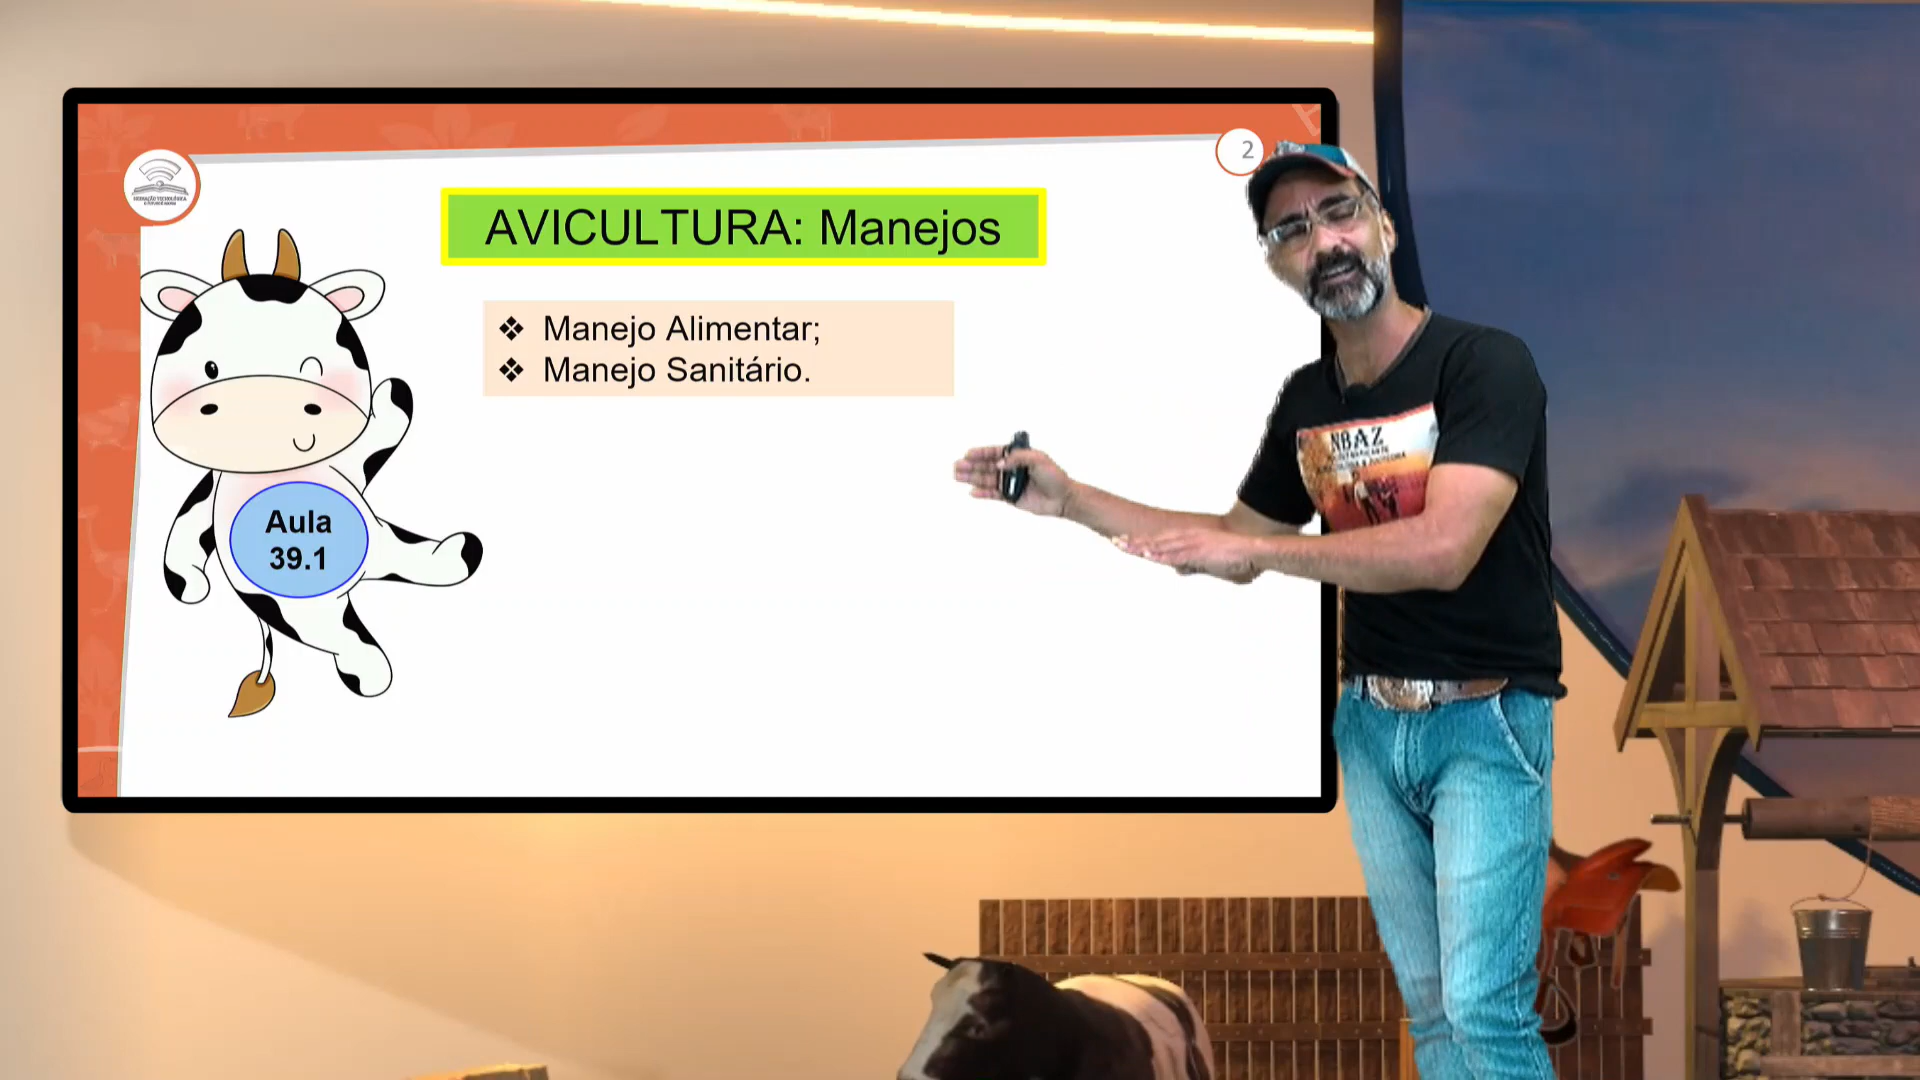 2
AVICULTURA: Manejos
❖ Manejo Alimentar;
❖ Manejo Sanitário.
Aula
39.1
NBAZ